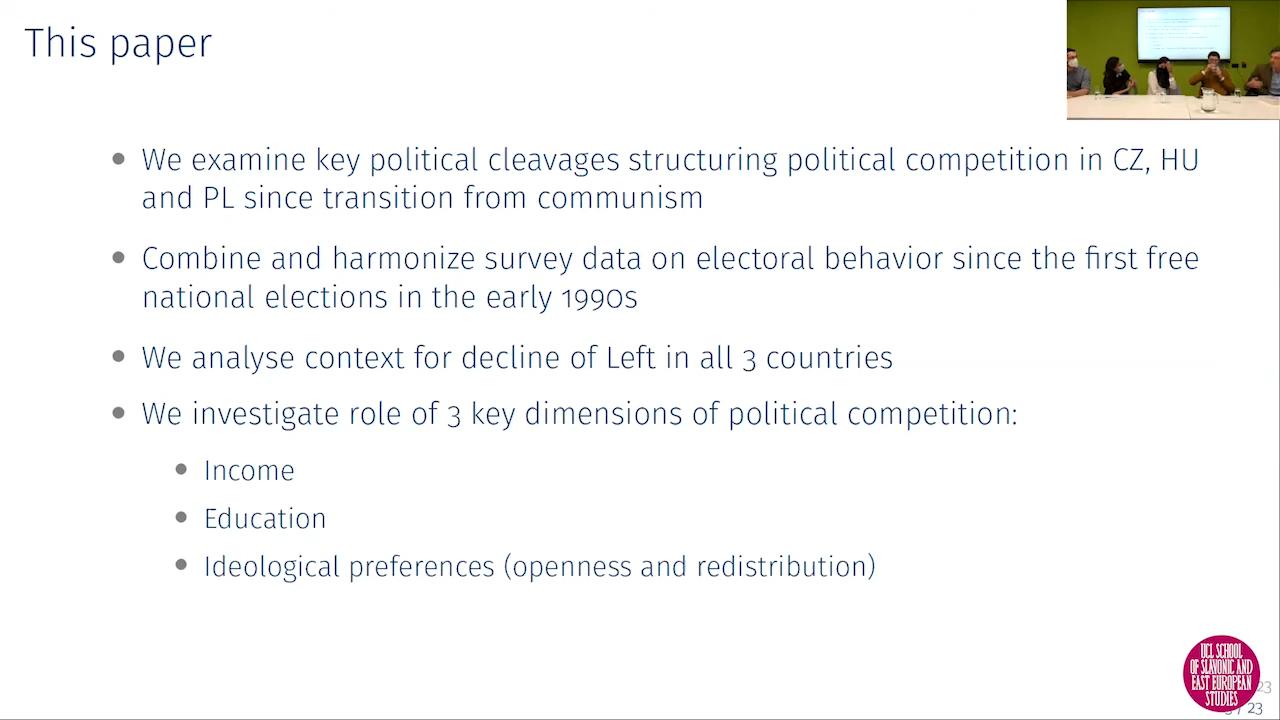 This paper
We examine key political cleavages structuring political competition in CZ, HU
and PL since transition from communism
Combine and harmonize survey data on electoral behavior since the first free
national elections in the early 1990s
We analyse context for decline of Left in all 3 countries
We investigate role of 3 key dimensions of political competition:
Income
Education
Ideological preferences (openness and redistribution)
UCL SCHOOL
OF SLAVONIC AND
EAST EUROPEAN
STUDIES
23
/ 23